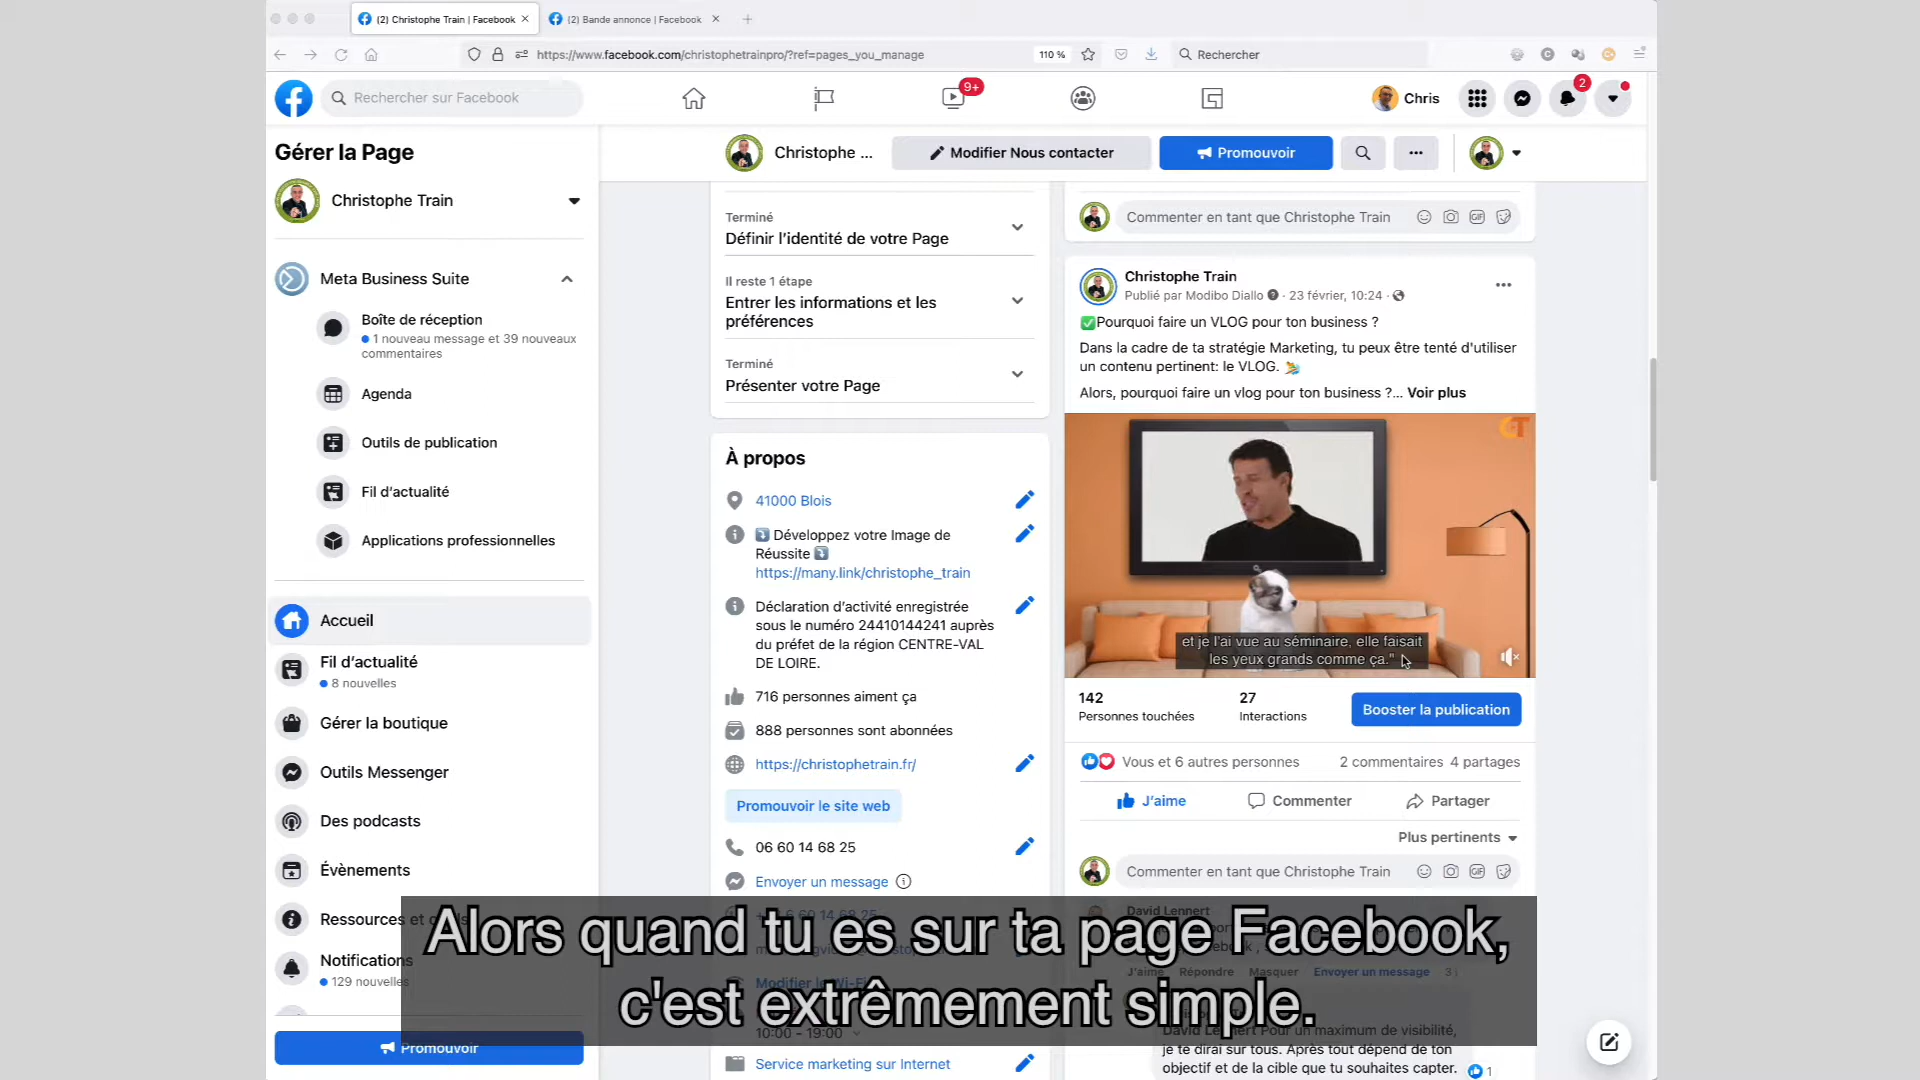 (2) Christophe Train | Facebook
(2) Bande annonce | Facebook
https://www.facebook.com/christophetrainpro/?ref=pages_you_manage
110 %
Rechercher
Rechercher sur Facebook
9+
Chris
2
Gérer la Page
Christophe Train
Meta Business Suite
Boîte de réception
1 nouveau message et 39 nouveaux
commentaires
Agenda
Outils de publication
Fil d'actualité
Applications professionnelles
Accueil
Fil d'actualité
8 nouvelles
Gérer la boutique
Outils Messenger
Des podcasts
Évènements
Ressources et
Notifications
129 nouvelles
Promouvoir
Christophe ...
Modifier Nous contacter
Promouvoir
Terminé
Définir l'identité de votre Page
Il reste 1 étape
Entrer les informations et les
préférences
Terminé
Présenter votre Page
À propos
41000 Blois
Développez votre Image de
Réussite
https://many.link/christophe_train
Déclaration d'activité enregistrée
sous le numéro 24410144241 auprès
du préfet de la région CENTRE-VAL
DE LOIRE.
716 personnes aiment ça
888 personnes sont abonnées
https://christophetrain.fr/
Promouvoir le site web
06 60 14 68 25
Envoyer un message
10:00 - 19:00
Service marketing sur Internet
Commenter en tant que Christophe Train
GIF
Christophe Train
Publié par Modibo Diallo · 23 février, 10:24 ·
Pourquoi faire un VLOG pour ton business ?
Dans la cadre de ta stratégie Marketing, tu peux être tenté d'utiliser
un contenu pertinent: le VLOG.
Alors, pourquoi faire un vlog pour ton business ?... Voir plus
CT
et je l'ai vue au séminaire, elle faisait
les yeux grands comme ça."
142
Personnes touchées
27
Interactions
Booster la publication
Vous et 6 autres personnes
2 commentaires 4 partages
J'aime
Commenter
Partager
Plus pertinents
Commenter en tant que Christophe Train
GIF
David Lennert
J'aime Répondre Masquer Envoyer un message 3 j
David Lennert Pour un maximum de visibilité,
je te dirai sur tous. Après tout dépend de ton
objectif et de la cible que tu souhaites capter.
1
Alors quand tu es sur ta page Facebook,
c'est extrêmement simple.